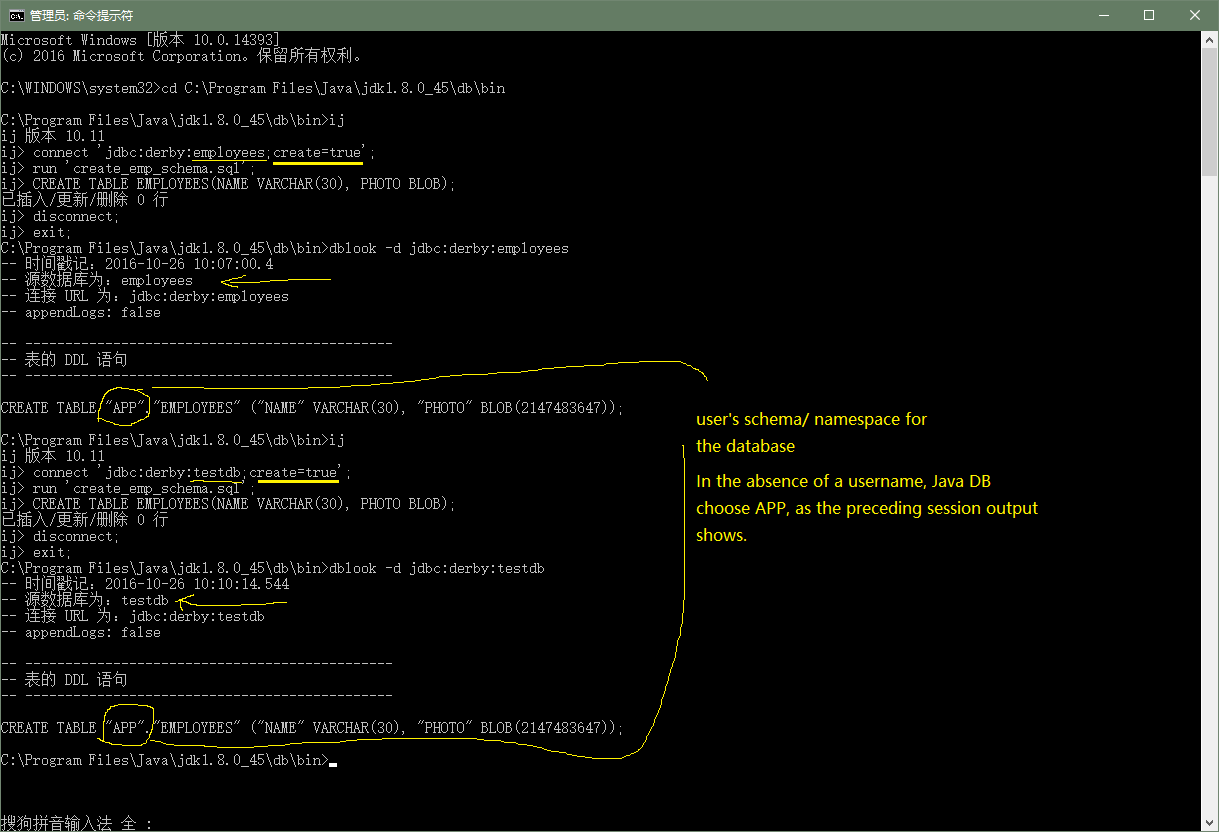 管理员: 命令提示符
Microsoft Windows [版本 10.0.14393]
(c) 2016 Microsoft Corporation。保留所有权利。
C:\WINDOWS\system32>cd C:\Program Files\Java\jdk1.8.0_45\db\bin
C:\Program Files\Java\jdk1.8.0_45\db\bin>ij
ij 版本 10.11
ij> connect 'jdbc:derby:employees;create=true';
ij> run 'create_emp_schema.sql';
ij> CREATE TABLE EMPLOYEES(NAME VARCHAR(30), PHOTO BLOB);
已插入/更新/删除 0 行
ij> disconnect;
ij> exit;
C:\Program Files\Java\jdk1.8.0_45\db\bin>dblook -d jdbc:derby:employees
-- 时间戳记：2016-10-26 10:07:00.4
-- 源数据库为：employees
-- 连接 URL 为：jdbc:derby:employees
-- appendLogs: false
-- ----------------------------------------------
-- 表的 DDL 语句
-- ----------------------------------------------
CREATE TABLE "APP"."EMPLOYEES" ("NAME" VARCHAR(30), "PHOTO" BLOB(2147483647));
C:\Program Files\Java\jdk1.8.0_45\db\bin>ij
ij 版本 10.11
ij> connect 'jdbc:derby:testdb;create=true';
ij> run 'create_emp_schema.sql';
ij> CREATE TABLE EMPLOYEES(NAME VARCHAR(30), PHOTO BLOB);
已插入/更新/删除 0 行
ij> disconnect;
ij> exit;
C:\Program Files\Java\jdk1.8.0_45\db\bin>dblook -d jdbc:derby:testdb
-- 时间戳记：2016-10-26 10:10:14.544
-- 源数据库为：testdb
-- 连接 URL 为：jdbc:derby:testdb
-- appendLogs: false
-- ----------------------------------------------
-- 表的 DDL 语句
-- ----------------------------------------------
CREATE TABLE "APP"."EMPLOYEES" ("NAME" VARCHAR(30), "PHOTO" BLOB(2147483647));
C:\Program Files\Java\jdk1.8.0_45\db\bin>
user's schema/ namespace for
the database
In the absence of a username, Java DB
choose APP, as the preceding session output
shows.
搜狗拼音输入法 全 :